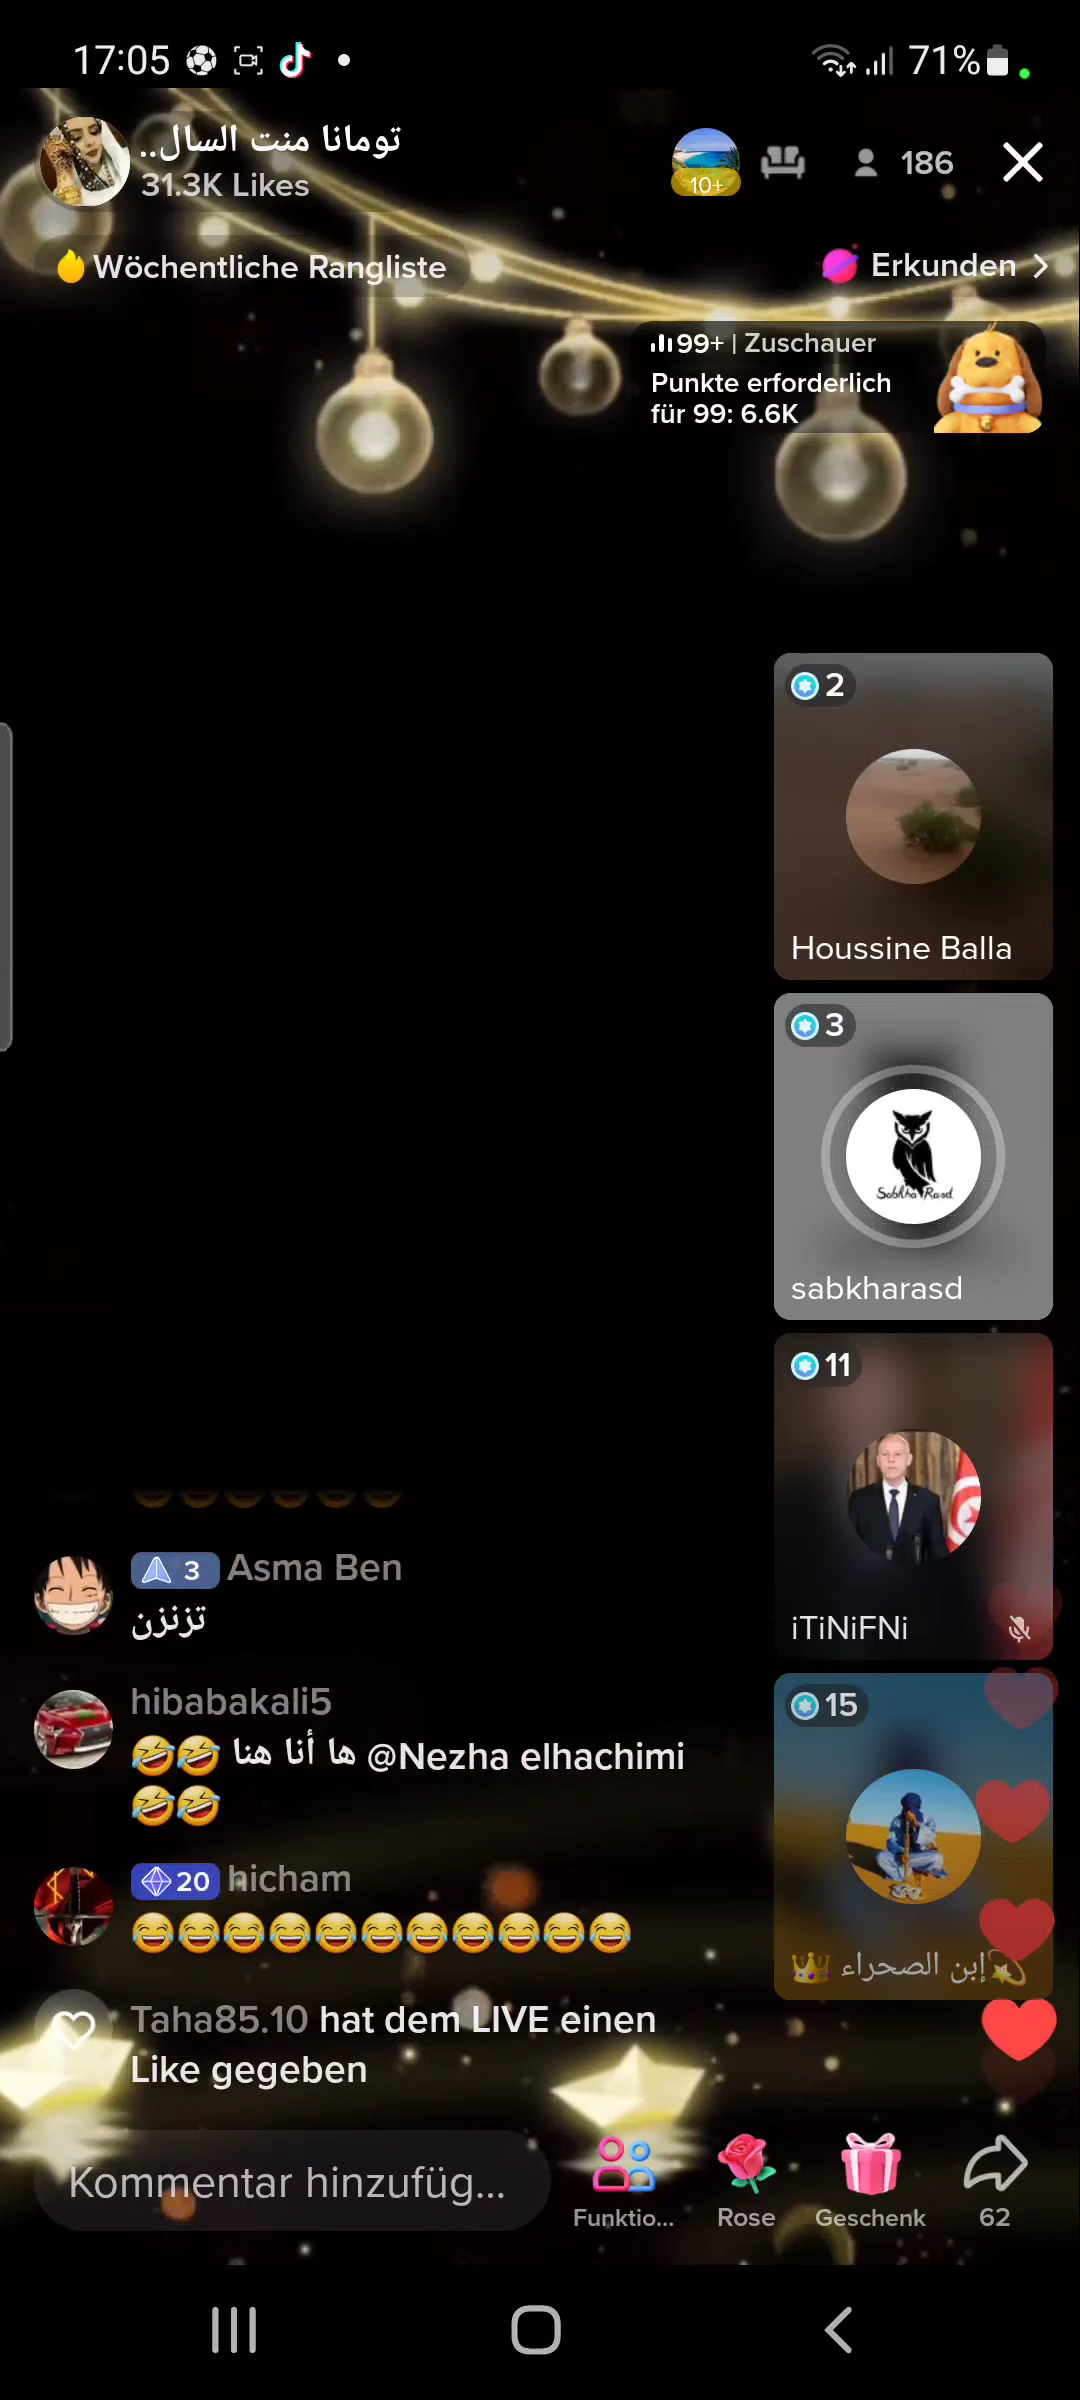 17:05
71%
تومانا منت السال..
31.3K Likes
10+
186
Wöchentliche Rangliste
Erkunden
99+ | Zuschauer
Punkte erforderlich
für 99: 6.6K
2
Houssine Balla
3
Sabkha Rasd
sabkharasd
11
iTiNiFNi
15
إبن الصحراء
3 Asma Ben
تزنزن
hibabakali5
@Nezha elhachimi ها أنا هنا 🤣🤣
🤣🤣
20 hicham
😂😂😂😂😂😂😂😂😂😂😂
Taha85.10 hat dem LIVE einen
Like gegeben
Kommentar hinzufüg...
Funktio...
Rose
Geschenk
62